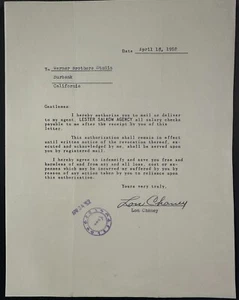 Date April 12, 1952
To, Warner Brothers Studio
Burbank
California
Gentlemen:
I hereby authorize you to mail or deliver
to my agent LESTER SALKOW AGENCY all salary checks
payable to me after the receipt by you of this
letter.
This authorization shall remain in effect
until written notice of the revocation thereof,
and acknowledged by me, shall be served upon
you by registered mail.
I hereby agree to indemnify and save you free and
harmless of and from any and all loss, cost or ex-
penses which may be incurred or suffered by you by
reason of any action taken by you in reliance upon
this authorization.
Yours very truly,
Lon Chaney
Lon Chaney